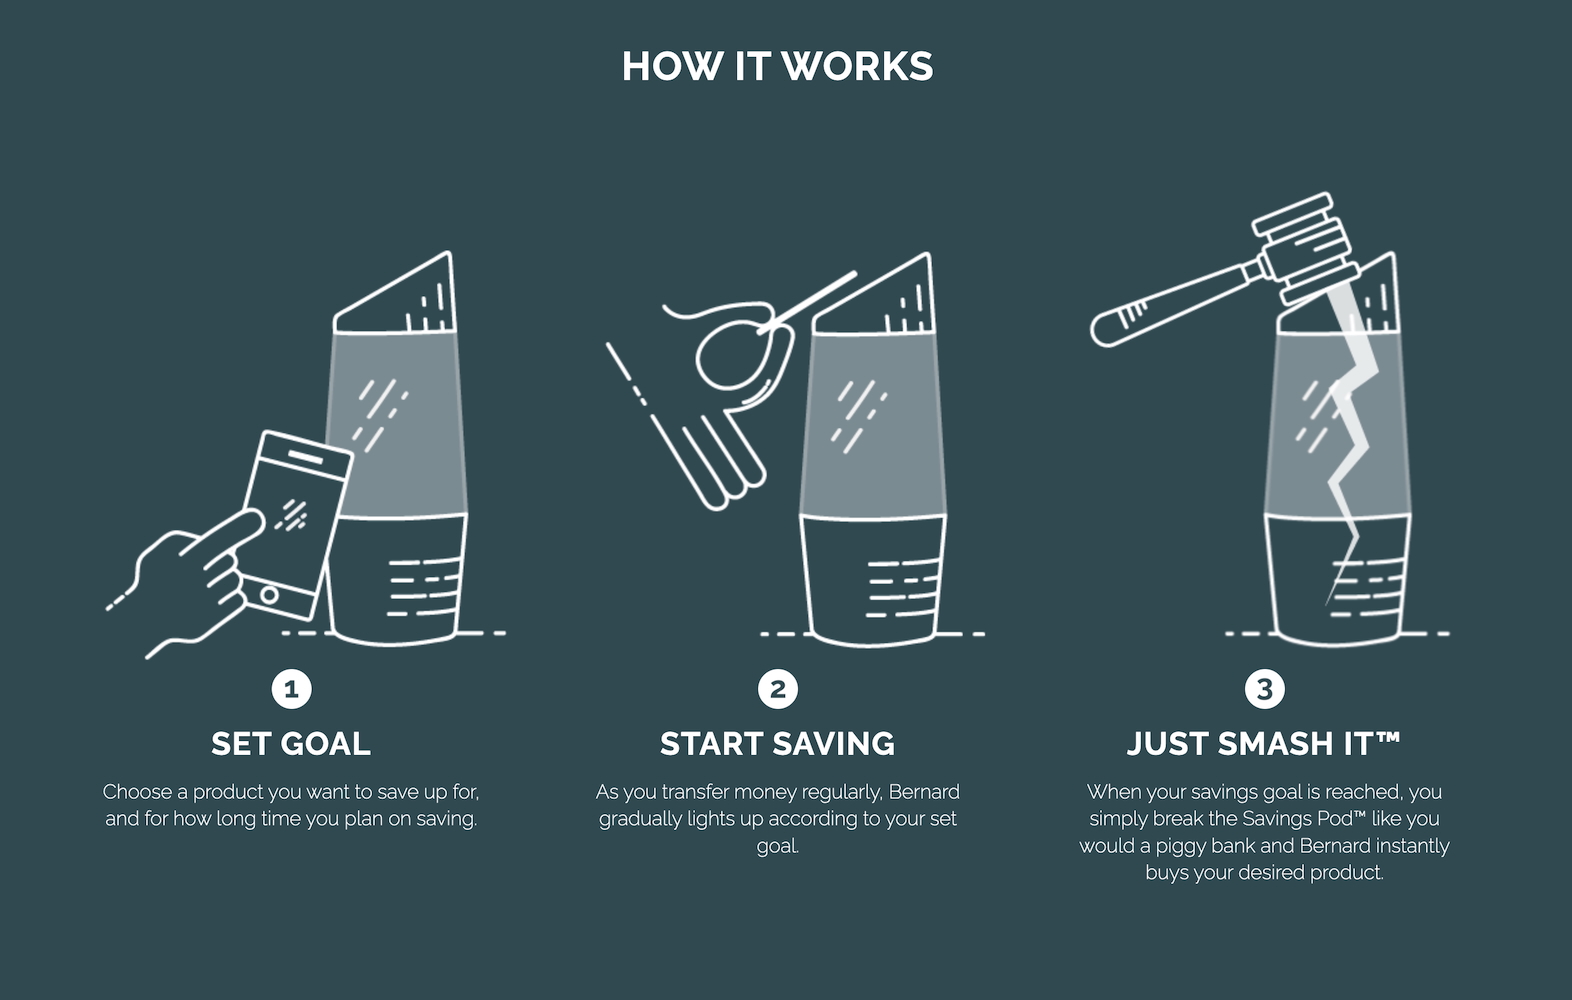 HOW IT WORKS
1
SET GOAL
Choose a product you want to save up for,
and for how long time you plan on saving.
2
START SAVING
As you transfer money regularly, Bernard
gradually lights up according to your set
goal.
3
JUST SMASH IT™
When your savings goal is reached, you
simply break the Savings Pod™ like you
would a piggy bank and Bernard instantly
buys your desired product.